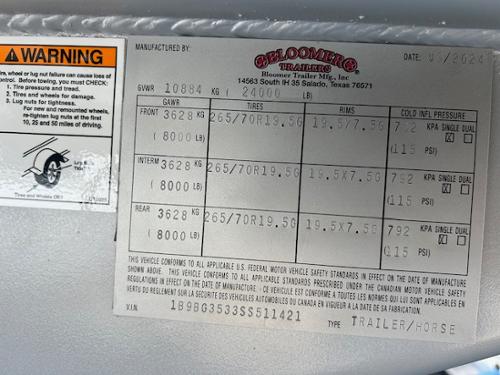 WARNING
wheel or lug nut failure can cause loss of
control. Before towing, you must CHECK:
1. Tire pressure and tread.
2. Tires and wheels for damage.
3. Lug nuts for tightness.
For new and remounted wheels,
re-tighten lug nuts at the first
10, 25 and 50 miles of driving.
MANUFACTURED BY:
BLOOMER
TRAILERS
Bloomer Trailer Mfg., Inc
14563 South IH 35 Salado, Texas 76571
DATE: 2024
GVWR 10884 KG ( 24000 LB)
GAWR TIRES RIMS COLD INFL PRESSURE
FRONT 3628 KG 265/70R19.5G 19.5X7.5G KPA SINGLE DUAL
( 8000 LB) (115 PSI) X
INTERM 3628 KG 265/70R19.5G 19.5X7.5G 792 KPA SINGLE DUAL
( 8000 LB) (115 PSI) X
REAR 3628 KG 265/70R19.5G 19.5X7.5G 792 KPA SINGLE DUAL
( 8000 LB) (115 PSI) X
THIS VEHICLE CONFORMS TO ALL APPLICABLE U.S. FEDERAL MOTOR VEHICLE SAFETY STANDARDS IN EFFECT ON THE DATE OF MANUFACTURE
SHOWN ABOVE. THIS VEHICLE CONFORMS TO ALL APPLICABLE STANDARDS PRESCRIBED UNDER THE CANADIAN MOTOR VEHICLE SAFETY
REGULATIONS IN EFFECT ON THE DATE OF MANUFACTURE - CE VEHICULE EST CONFORME A TOUTES LES NORMES QUI LUI SONT APPLICABLES EN
VERTU DU REGLEMENT SUR LA SECURITE DES VEHICULES AUTOMOBILES DU CANADA EN VIGUEUR A LA DATE DE SA FABRICATION.
V.I.N. 1B9BG3533SS511421 TYPE TRAILER/HORSE